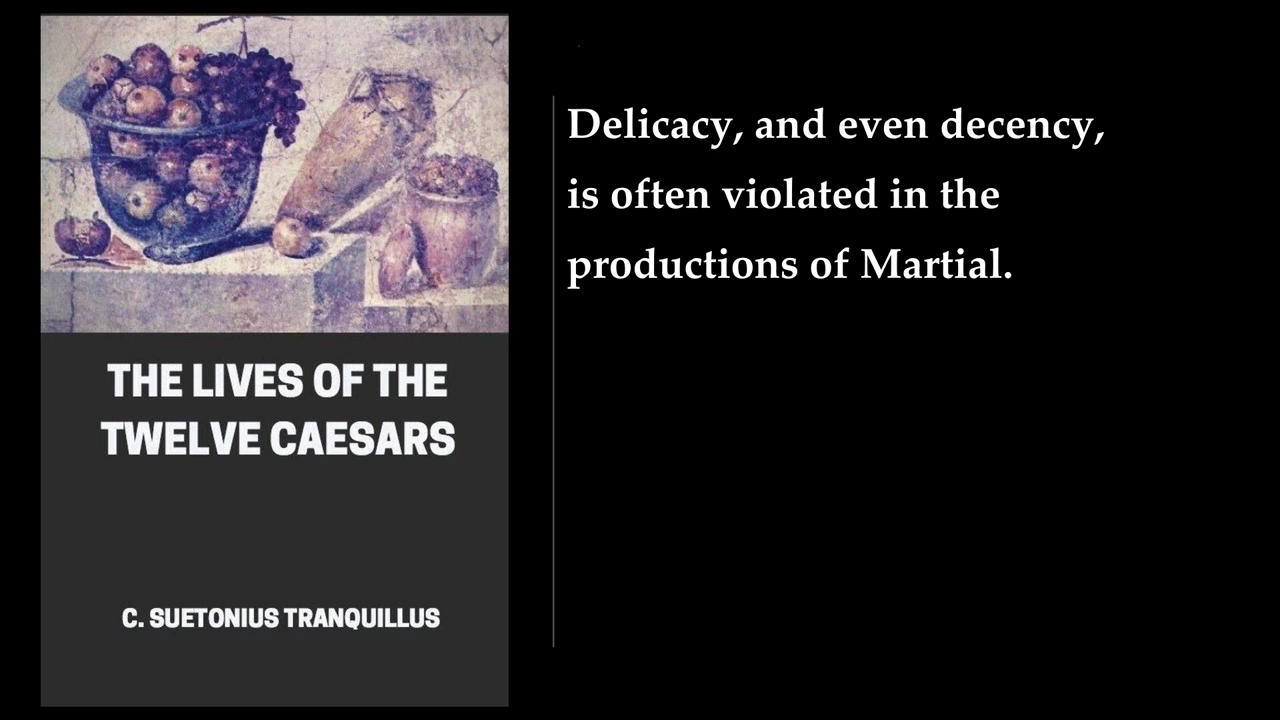 THE LIVES OF THE
TWELVE CAESARS
C. SUETONIUS TRANQUILLUS
Delicacy, and even decency,
is often violated in the
productions of Martial.